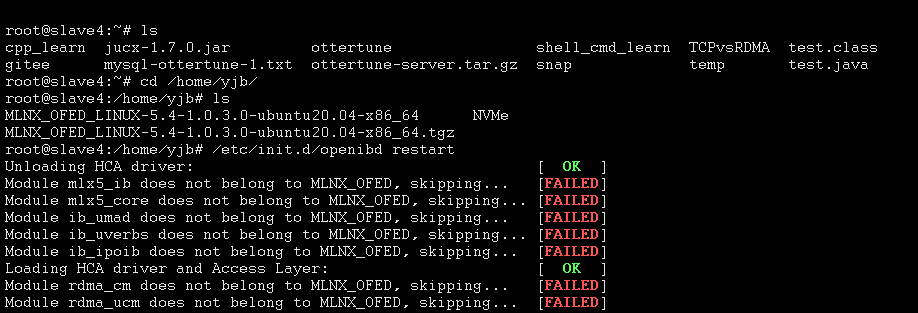 root@slave4:~# ls
cpp_learn  jucx-1.7.0.jar         ottertune                shell_cmd_learn  TCPvsRDMA  test.class
gitee      mysql-ottertune-1.txt  ottertune-server.tar.gz  snap             temp       test.java
root@slave4:~# cd /home/yjb/
root@slave4:/home/yjb# ls
MLNX_OFED_LINUX-5.4-1.0.3.0-ubuntu20.04-x86_64      NVMe
MLNX_OFED_LINUX-5.4-1.0.3.0-ubuntu20.04-x86_64.tgz
root@slave4:/home/yjb# /etc/init.d/openibd restart
Unloading HCA driver:                                      [  OK  ]
Module mlx5_ib does not belong to MLNX_OFED, skipping...   [FAILED]
Module mlx5_core does not belong to MLNX_OFED, skipping... [FAILED]
Module ib_umad does not belong to MLNX_OFED, skipping...   [FAILED]
Module ib_uverbs does not belong to MLNX_OFED, skipping... [FAILED]
Module ib_ipoib does not belong to MLNX_OFED, skipping...  [FAILED]
Loading HCA driver and Access Layer:                       [  OK  ]
Module rdma_cm does not belong to MLNX_OFED, skipping...   [FAILED]
Module rdma_ucm does not belong to MLNX_OFED, skipping...  [FAILED]